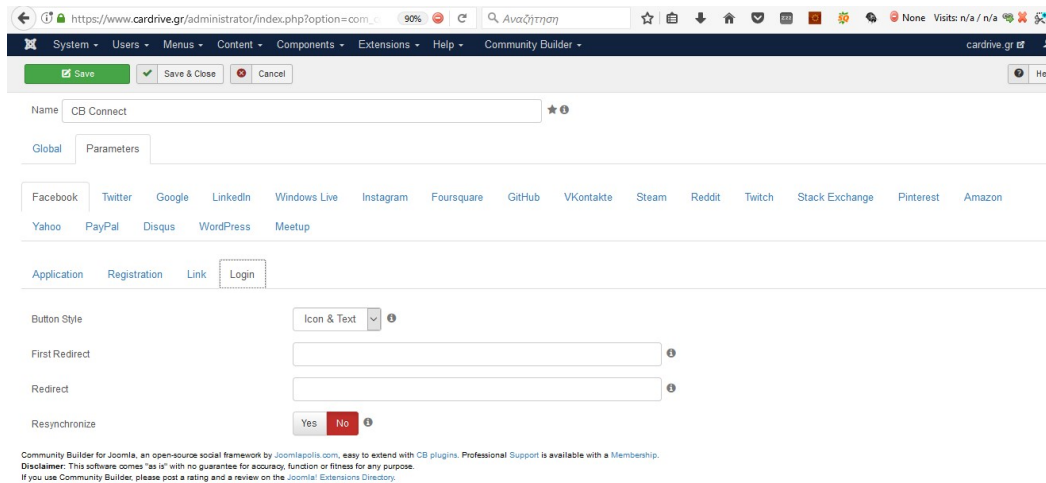 https://www.cardrive.gr/administrator/index.php?option=com_c 90% Αναζήτηση None Visits: n/a / n/a
System Users Menus Content Components Extensions Help Community Builder cardrive.gr
Save Save & Close Cancel He
Name CB Connect
Global Parameters
Facebook Twitter Google LinkedIn Windows Live Instagram Foursquare GitHub VKontakte Steam Reddit Twitch Stack Exchange Pinterest Amazon
Yahoo PayPal Disqus WordPress Meetup
Application Registration Link Login
Button Style Icon & Text
First Redirect
Redirect
Resynchronize Yes No
Community Builder for Joomla, an open-source social framework by Joomlapolis.com, easy to extend with CB plugins. Professional Support is available with a Membership.
Disclaimer: This software comes "as is" with no guarantee for accuracy, function or fitness for any purpose.
If you use Community Builder, please post a rating and a review on the Joomla! Extensions Directory.